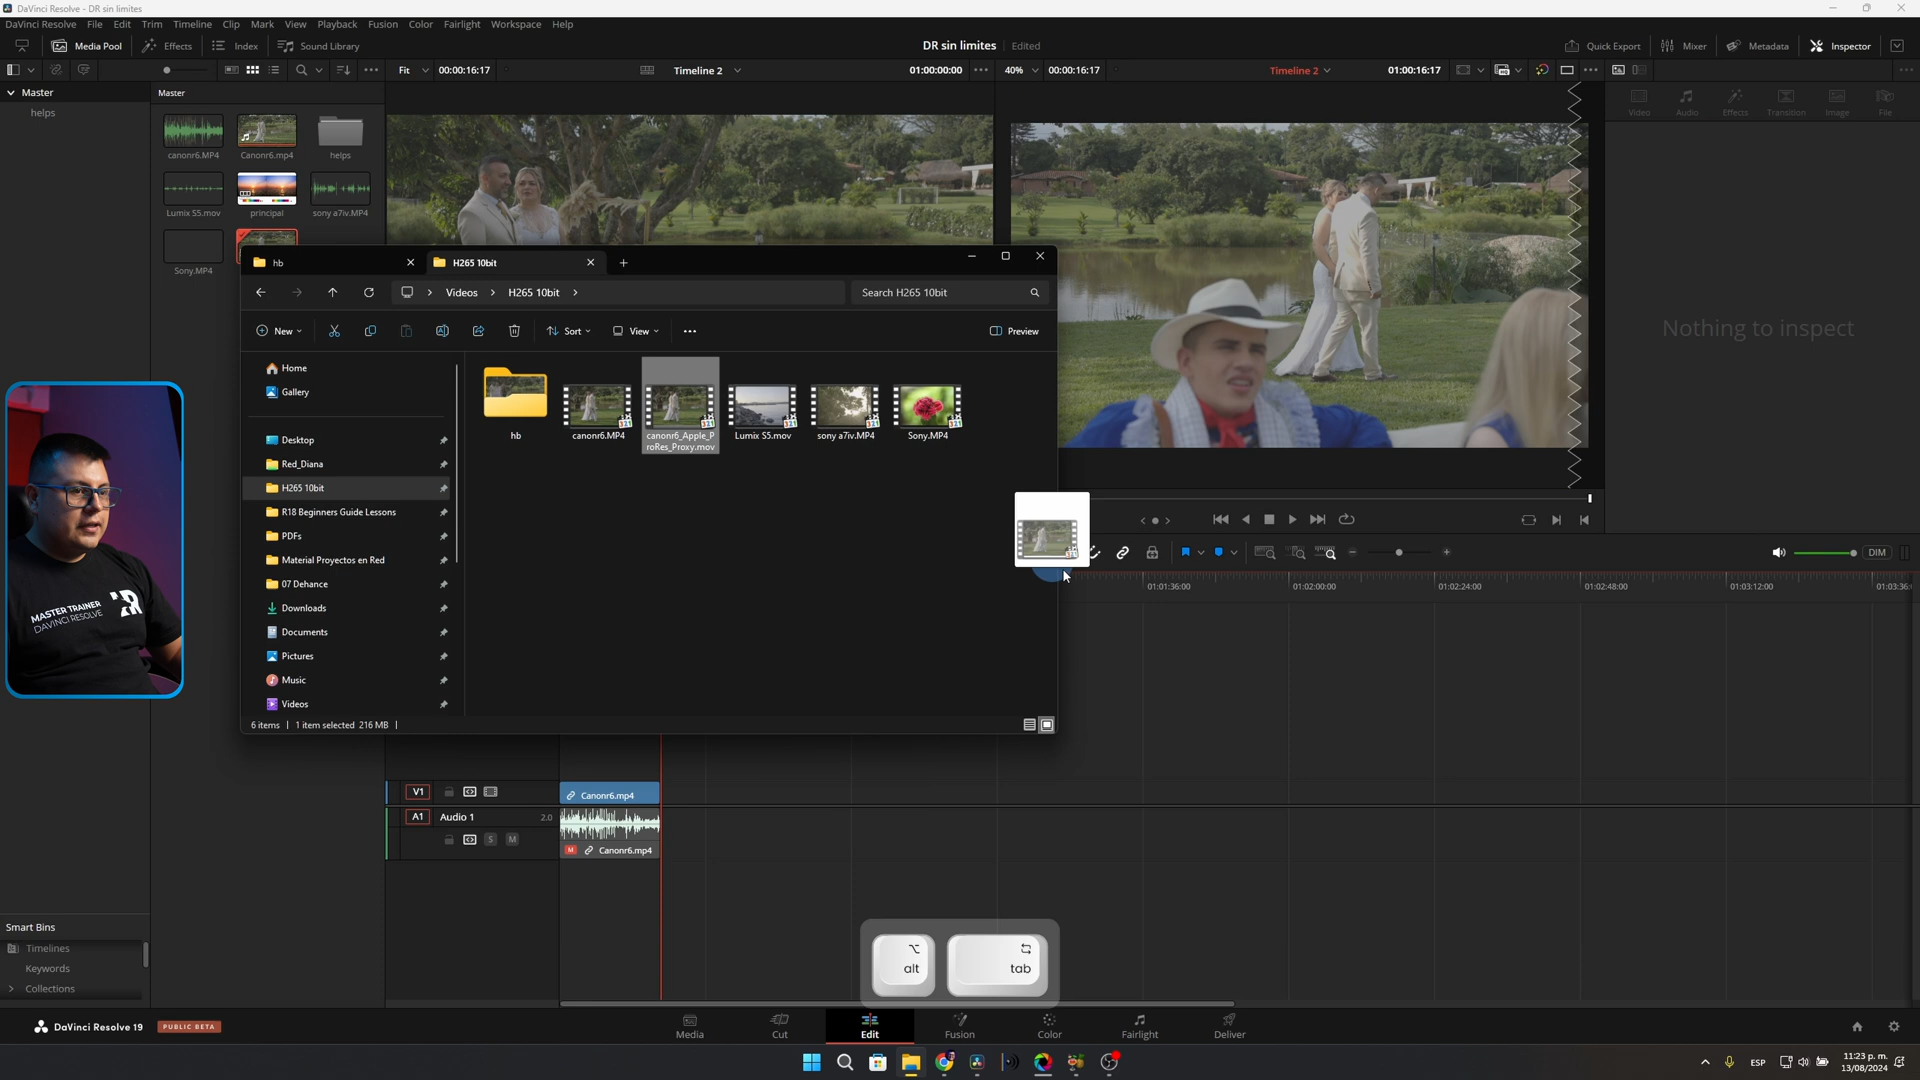 DaVinci Resolve - DR sin limites
DaVinci Resolve File Edit Trim Timeline Clip Mark View Playback Fusion Color Fairlight Workspace Help
Media Pool Effects Index Sound Library DR sin limites Edited Quick Export Mixer Metadata Inspector
Fit 00:00:16:17 Timeline 2 01:00:00:00 40% 00:00:16:17 Timeline 2 01:00:16:17
Master
Master
helps
Video Audio Effects Transition Image File
canonr6.MP4 Canonr6.mp4 helps
Lumix S5.mov principal sony a7iv.MP4
Sony.MP4
Nothing to inspect
hb
H265 10bit
Videos
H265 10bit
Search H265 10bit
New
Sort
View
Preview
Home
Gallery
Desktop
Red_Diana
H265 10bit
R18 Beginners Guide Lessons
PDFs
Material Proyectos en Red
07 Dehance
Downloads
Documents
Pictures
Music
Videos
hb
canonr6.MP4
canonr6_Apple_P
roRes_Proxy.mov
Lumix S5.mov
sony a7iv.MP4
Sony.MP4
6 items 1 item selected 216 MB
DIM
01:01:36:00 01:02:00:00 01:02:24:00 01:02:48:00 01:03:12:00 01:03:36:
MASTER TRAINER
DAVINCI RESOLVE
V1
Canonr6.mp4
A1 Audio 1 2.0
S M
M Canonr6.mp4
Smart Bins
Timelines
Keywords
Collections
alt
tab
DaVinci Resolve 19 PUBLIC BETA
Media Cut Edit Fusion Color Fairlight Deliver
ESP
11:23 p. m.
13/08/2024